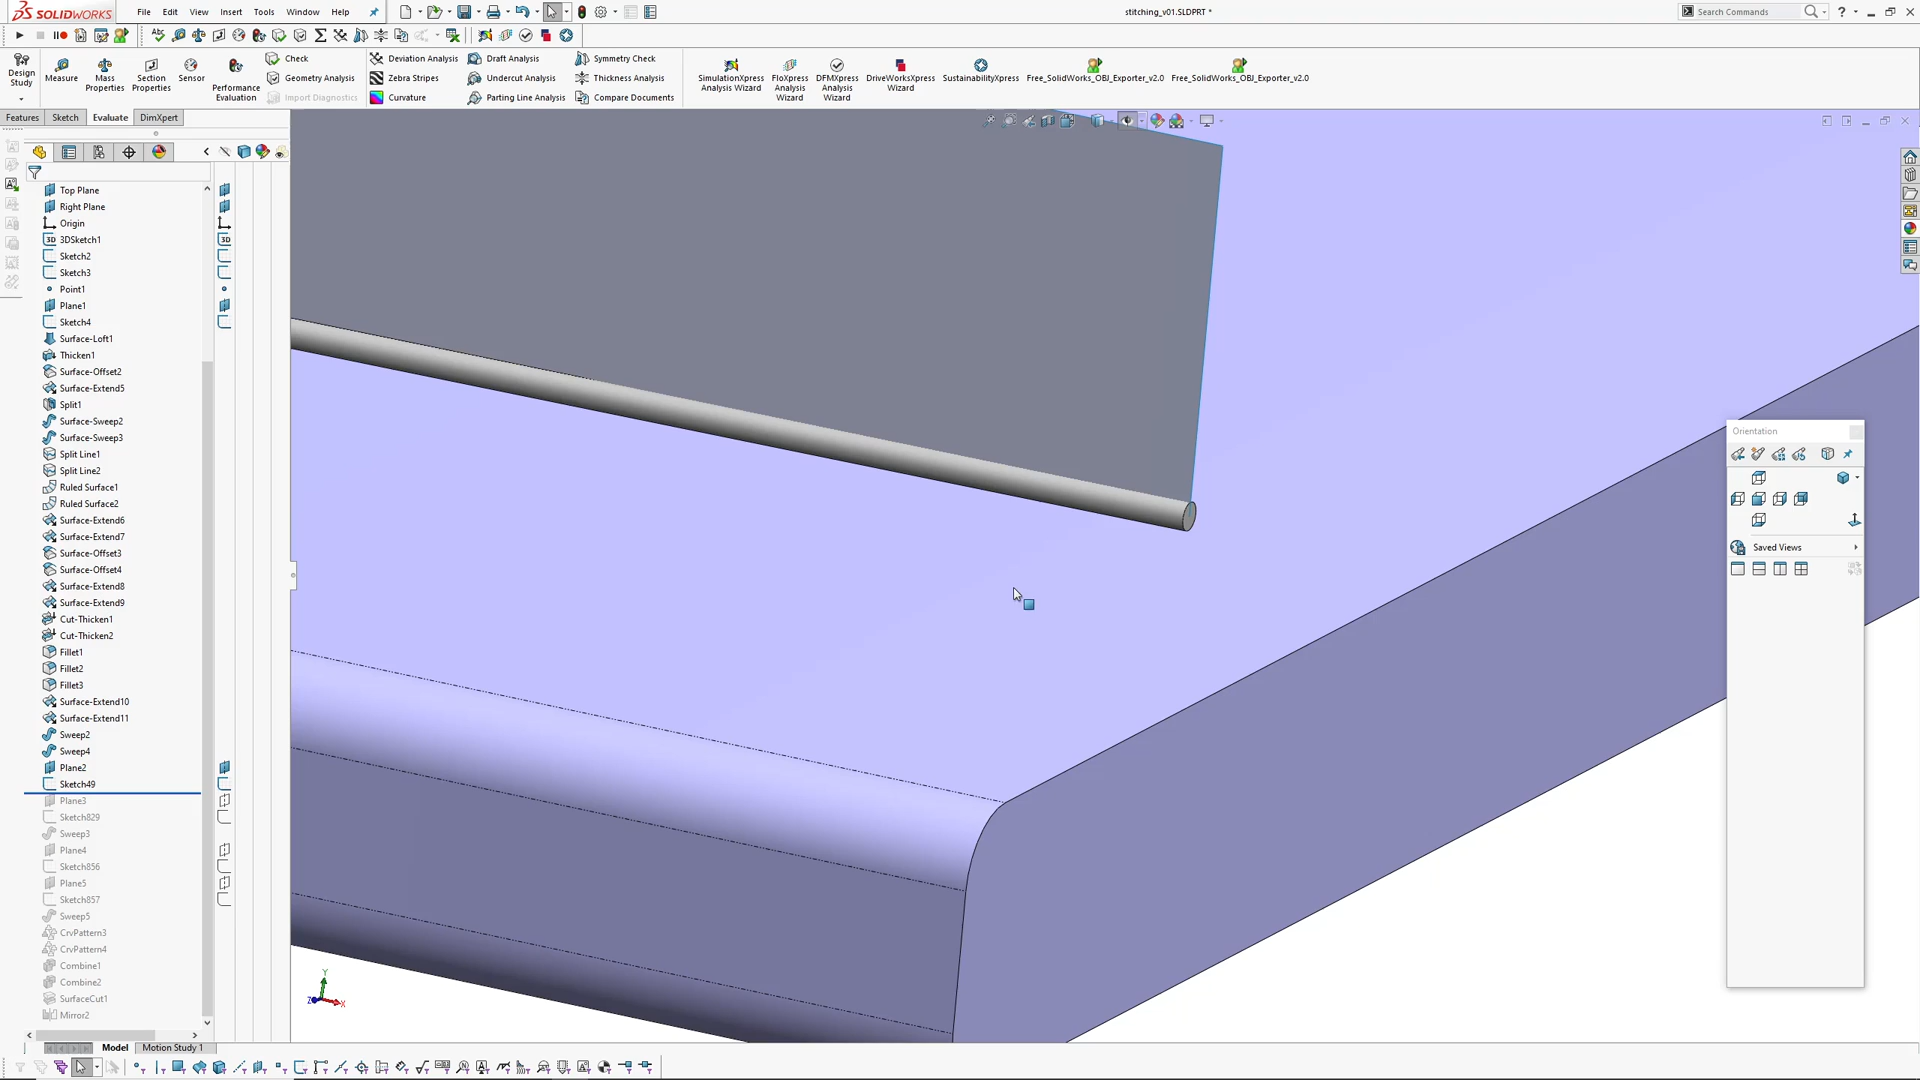 SOLIDWORKS File Edit View Insert Tools Window Help stitching_v01.SLDPRT * Search Commands
Design Study
Measure
Mass Properties
Section Properties
Sensor
Performance Evaluation
Check
Geometry Analysis
Import Diagnostics
Deviation Analysis
Zebra Stripes
Curvature
Draft Analysis
Undercut Analysis
Parting Line Analysis
Symmetry Check
Thickness Analysis
Compare Documents
SimulationXpress Analysis Wizard
FloXpress Analysis Wizard
DFMXpress Analysis Wizard
DriveWorksXpress Wizard
SustainabilityXpress
Free_SolidWorks_OBJ_Exporter_v2.0
Free_SolidWorks_OBJ_Exporter_v2.0
Features Sketch Evaluate DimXpert
Top Plane
Right Plane
Origin
3D 3DSketch1 3D
Sketch2
Sketch3
Point1
Plane1
Sketch4
Surface-Loft1
Thicken1
Surface-Offset2
Surface-Extend5
Split1
Surface-Sweep2
Surface-Sweep3
Split Line1
Split Line2
Ruled Surface1
Ruled Surface2
Surface-Extend6
Surface-Extend7
Surface-Offset3
Surface-Offset4
Surface-Extend8
Surface-Extend9
Cut-Thicken1
Cut-Thicken2
Fillet1
Fillet2
Fillet3
Surface-Extend10
Surface-Extend11
Sweep2
Sweep4
Plane2
Sketch49
Plane3
Sketch829
Sweep3
Plane4
Sketch856
Plane5
Sketch857
Sweep5
CrvPattern3
CrvPattern4
Combine1
Combine2
SurfaceCut1
Mirror2
Orientation
Saved Views
Y
Z X
Model Motion Study 1